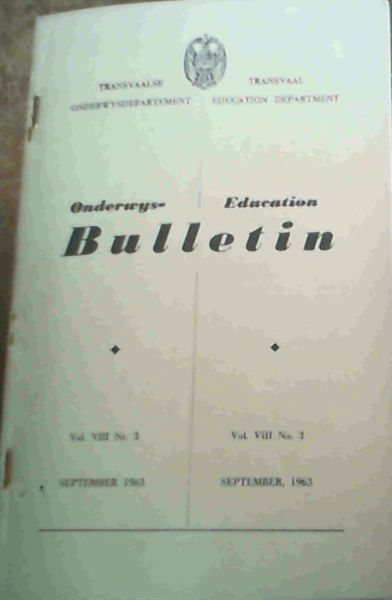 TRANSVAALSE
ONDERWYSDEPARTEMENT
TRANSVAAL
EDUCATION DEPARTMENT
Onderwys-
Education
Bulletin
Vol. VIII Nr. 3
SEPTEMBER 1963
Vol. VIII No. 3
SEPTEMBER, 1963